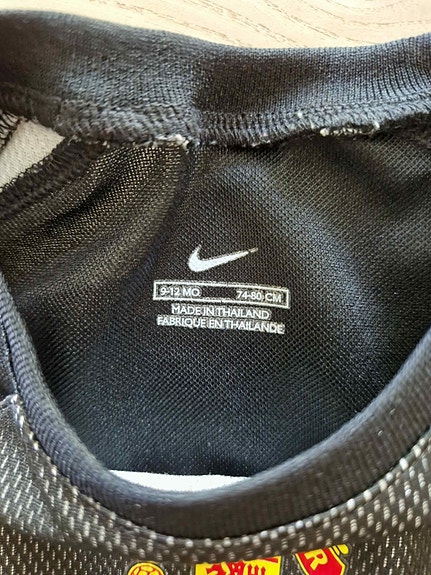 9-12 MO 74-80 CM
MADE IN THAILAND
FABRIQUE EN THAILANDE
R